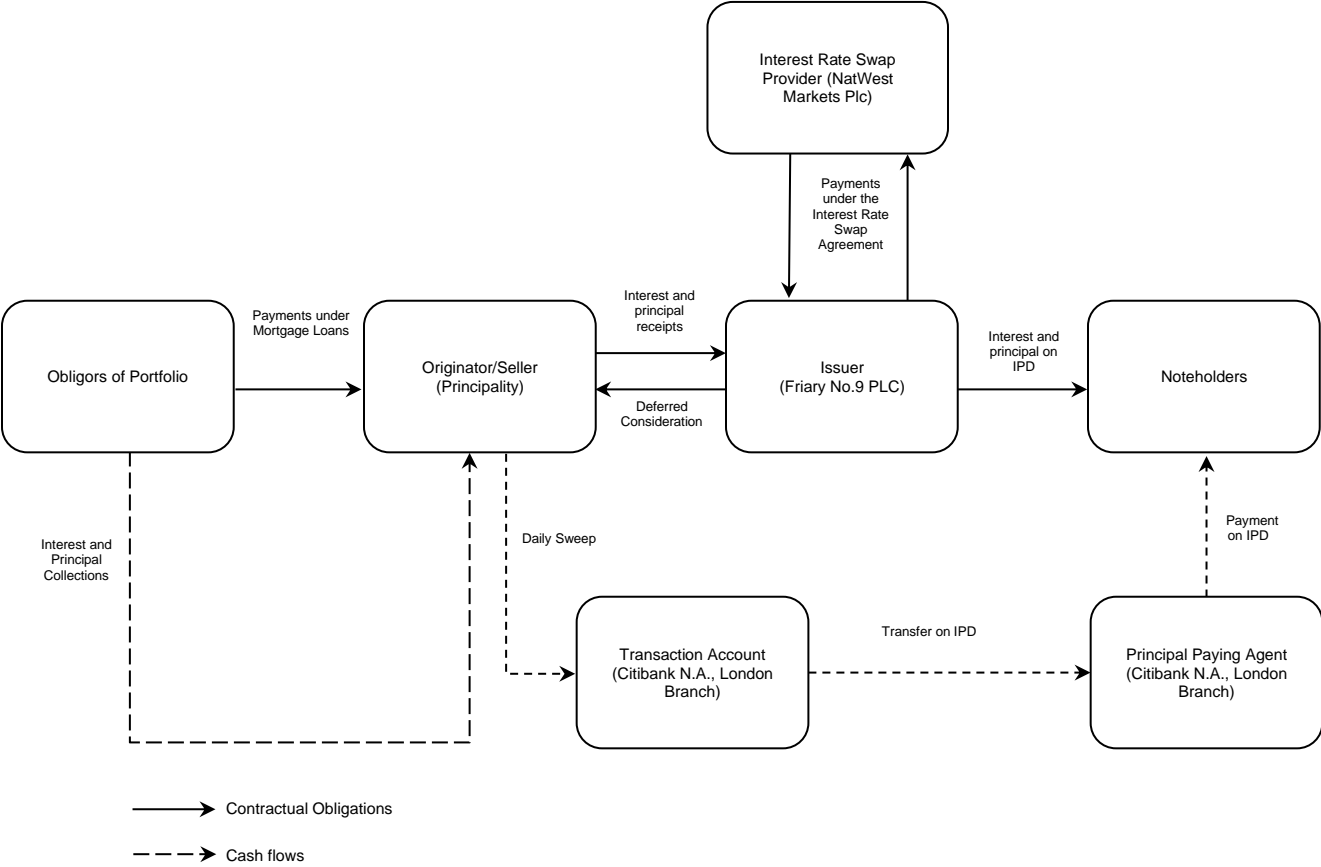 Interest Rate Swap
Provider (NatWest
Markets Plc)
Payments
under the
Interest Rate
Swap
Agreement
Payments under
Mortgage Loans
Interest and
principal
receipts
Interest and
principal on
IPD
Obligors of Portfolio
Originator/Seller
(Principality)
Issuer
(Friary No.9 PLC)
Noteholders
Deferred
Consideration
Interest and
Principal
Collections
Daily Sweep
Payment
on IPD
Transfer on IPD
Transaction Account
(Citibank N.A., London
Branch)
Principal Paying Agent
(Citibank N.A., London
Branch)
Contractual Obligations
Cash flows